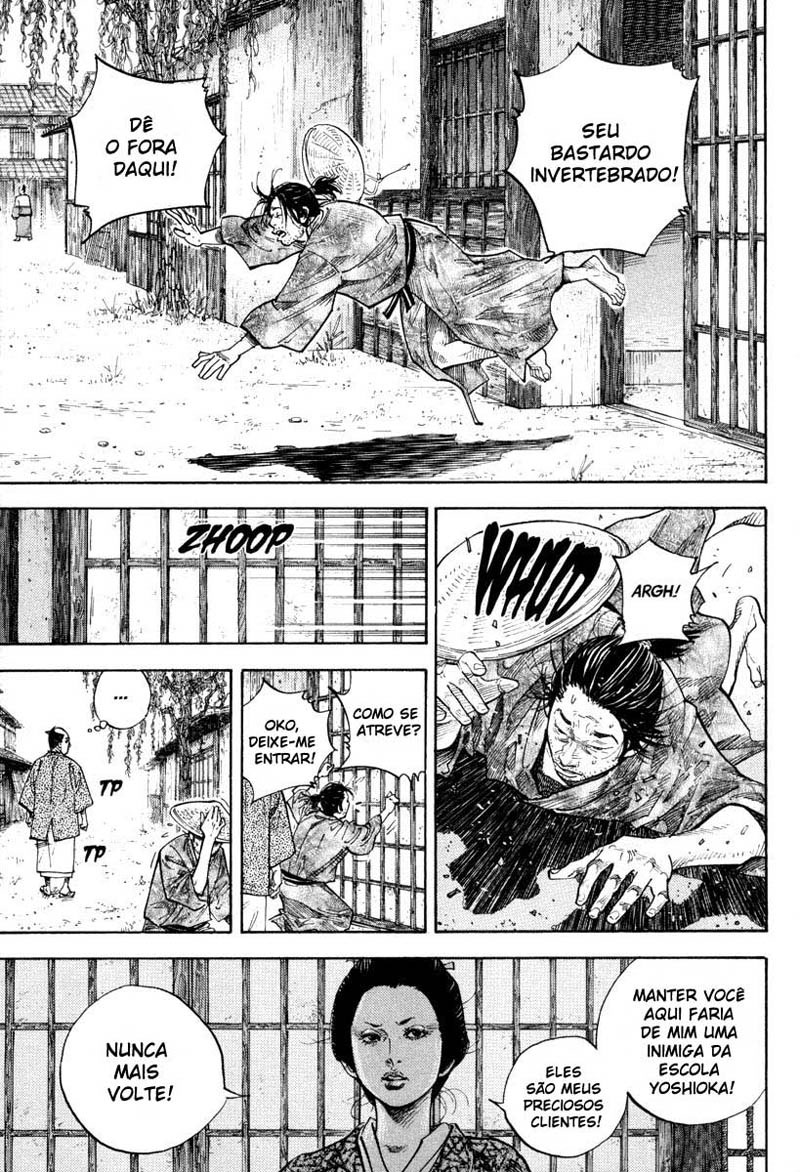 SEU
BASTARDO
INVERTEBRADO!
DÊ
O FORA
DAQUI!
ARGH!
WHUD
ZHOOP
COMO SE
ATREVE?
OKO,
DEIXE-ME
ENTRAR!
...
TP
TP
MANTER VOCÊ
AQUI FARIA
DE MIM UMA
INIMIGA DA
ESCOLA
YOSHIOKA!
ELES
SÃO MEUS
PRECIOSOS
CLIENTES!
NUNCA
MAIS
VOLTE!